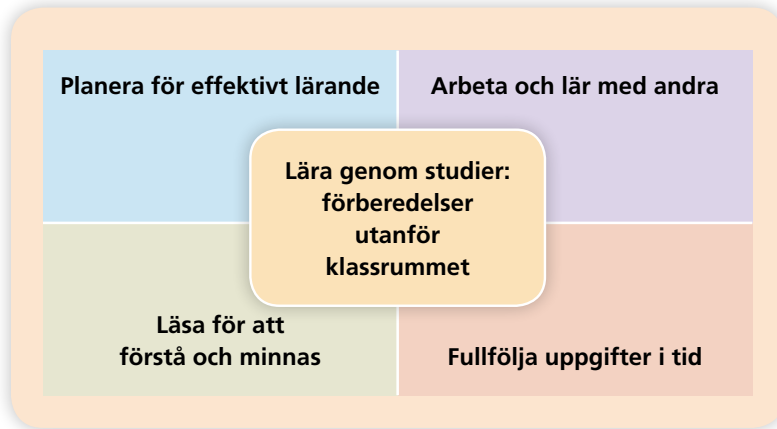 Planera för effektivt lärande
Arbeta och lär med andra
Lära genom studier:
förberedelser
utanför
klassrummet
Läsa för att
förstå och minnas
Fullfölja uppgifter i tid